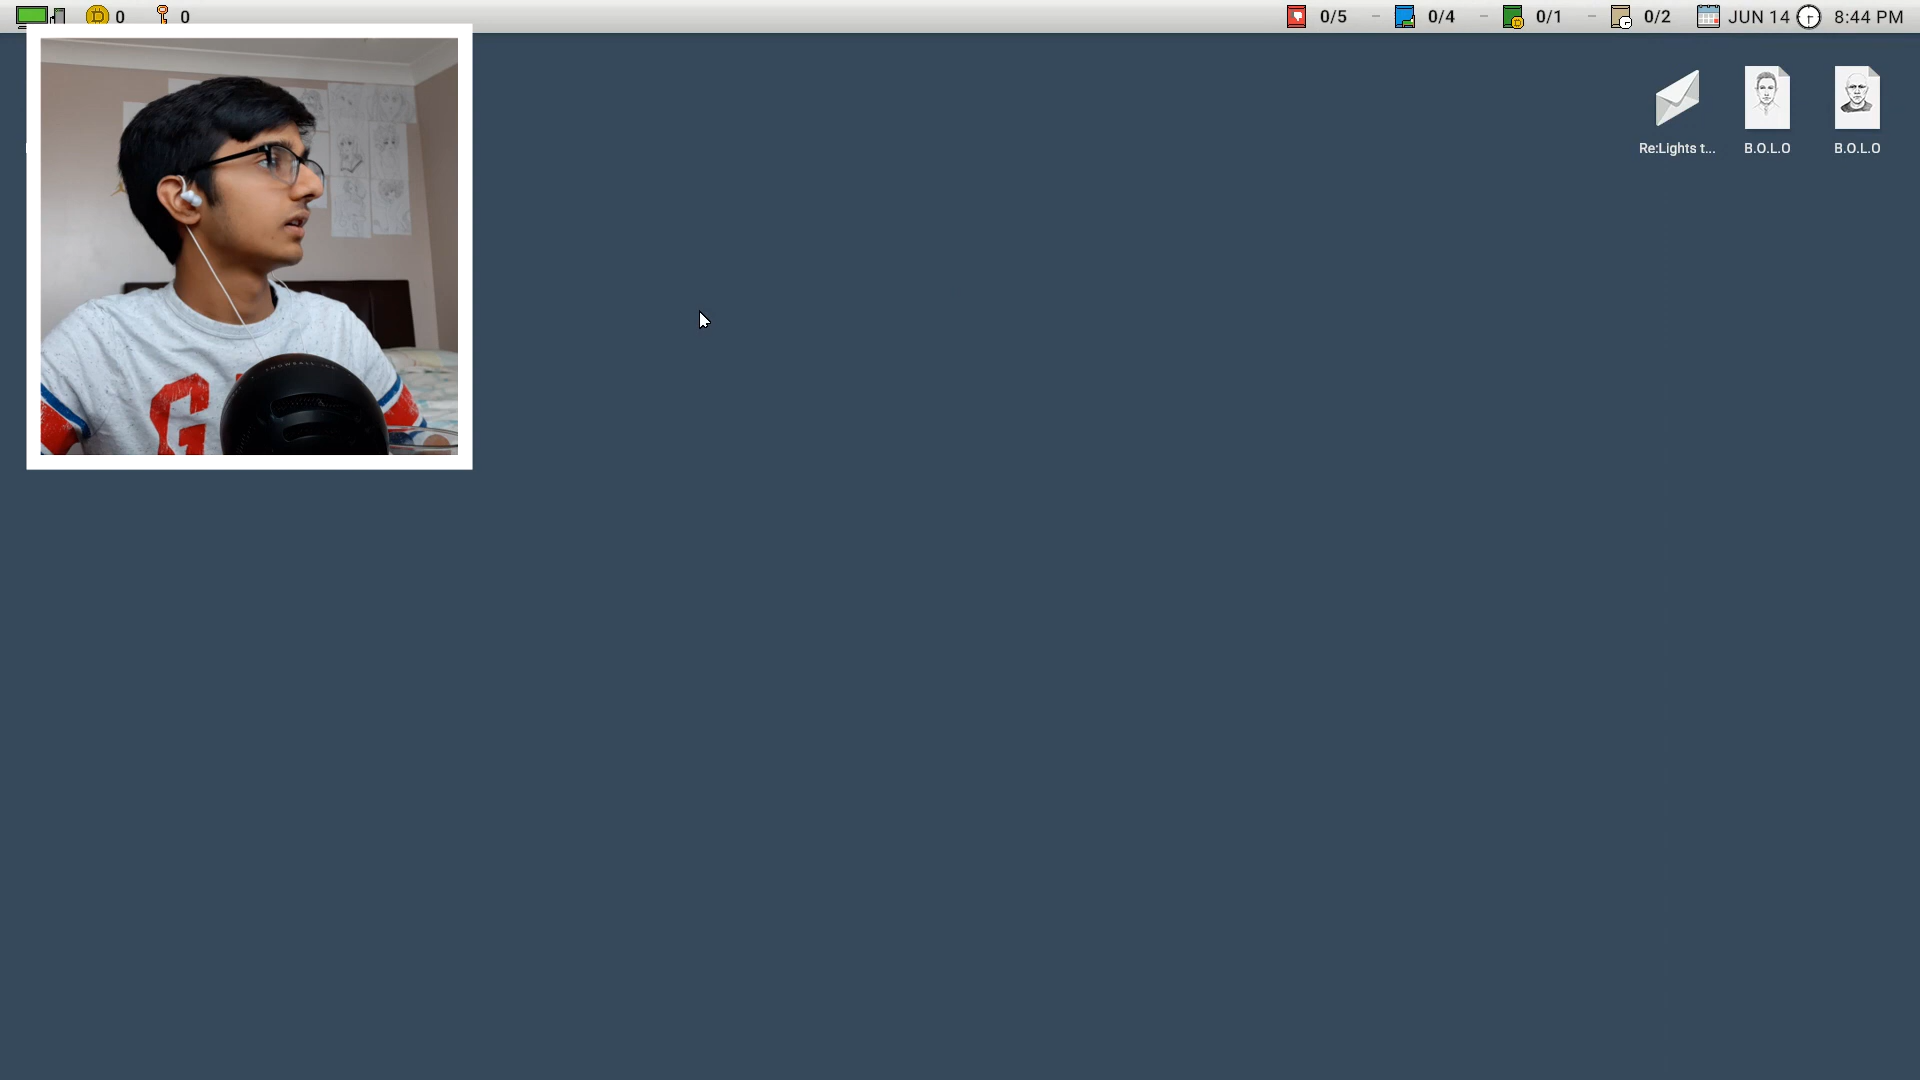 0 0 0/5 – 0/4 – 0/1 – 0/2 JUN 14 8:44 PM
Re:Lights t... B.O.L.O B.O.L.O
G